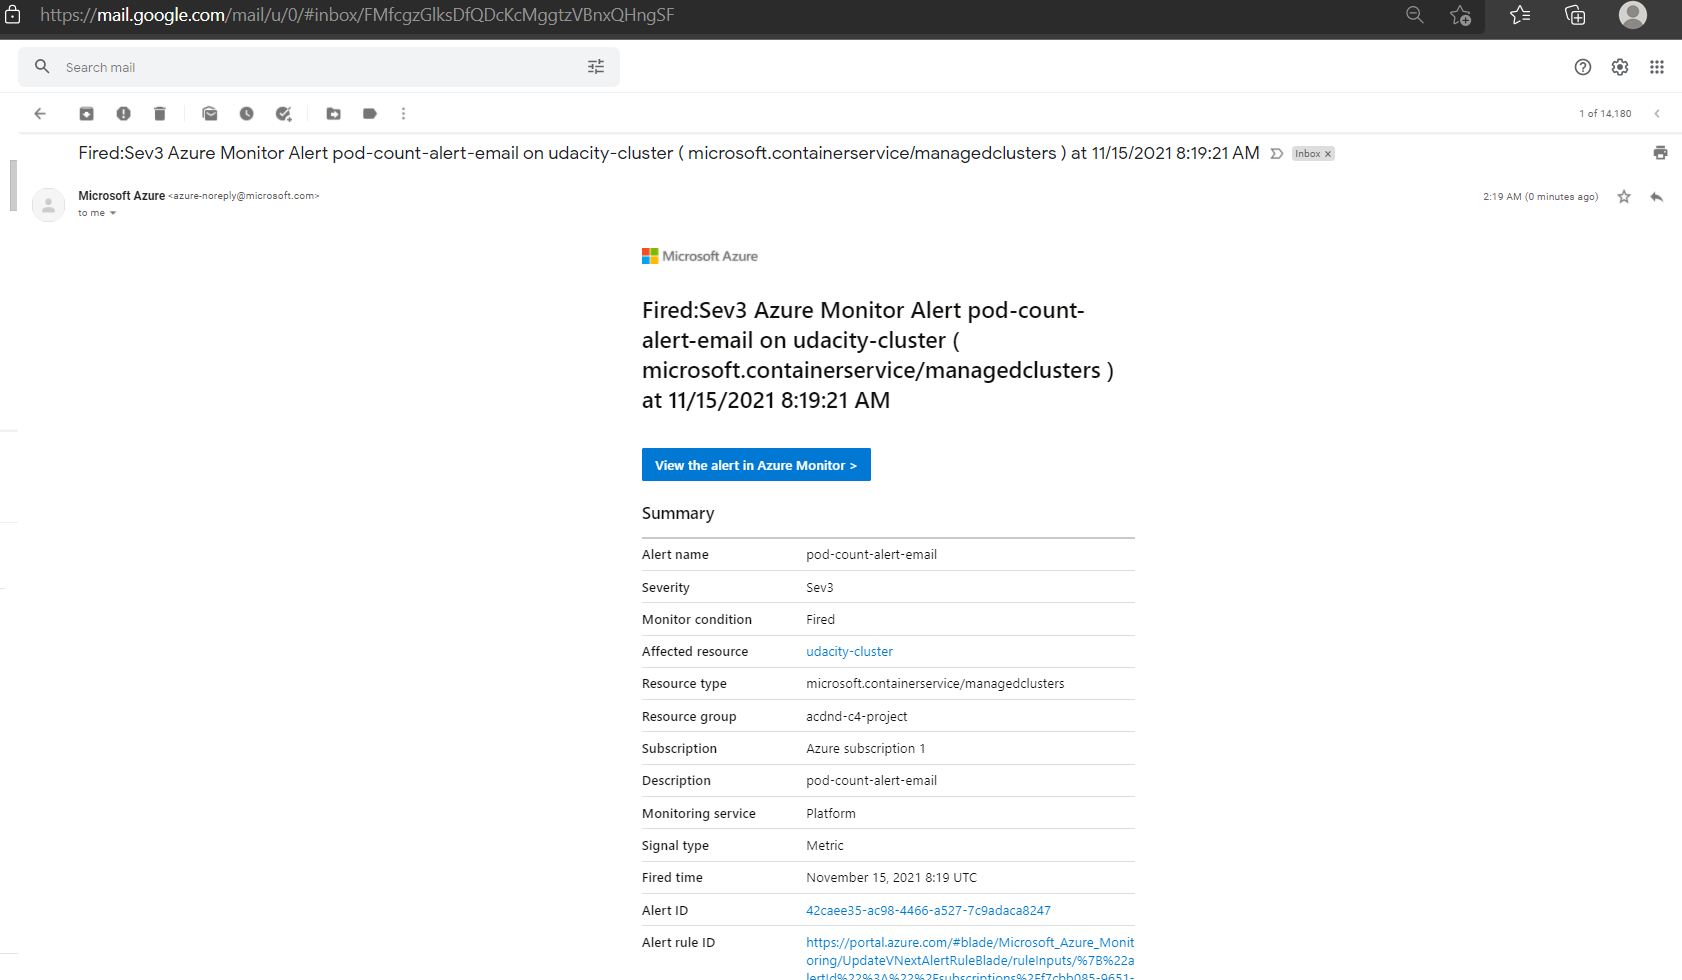 https://mail.google.com/mail/u/0/#inbox/FMfcgzGlksDfQDcKcMggtzVBnxQHngSF
Search mail
1 of 14,180
Fired:Sev3 Azure Monitor Alert pod-count-alert-email on udacity-cluster ( microsoft.containerservice/managedclusters ) at 11/15/2021 8:19:21 AM Inbox x
Microsoft Azure <azure-noreply@microsoft.com> 2:19 AM (0 minutes ago)
to me
Microsoft Azure
Fired:Sev3 Azure Monitor Alert pod-count-
alert-email on udacity-cluster (
microsoft.containerservice/managedclusters )
at 11/15/2021 8:19:21 AM
View the alert in Azure Monitor >
Summary
Alert name pod-count-alert-email
Severity Sev3
Monitor condition Fired
Affected resource udacity-cluster
Resource type microsoft.containerservice/managedclusters
Resource group acdnd-c4-project
Subscription Azure subscription 1
Description pod-count-alert-email
Monitoring service Platform
Signal type Metric
Fired time November 15, 2021 8:19 UTC
Alert ID 42caee35-ac98-4466-a527-7c9adaca8247
Alert rule ID https://portal.azure.com/#blade/Microsoft_Azure_Monit
oring/UpdateVNextAlertRuleBlade/ruleInputs/%7B%22a
lertId%22%3A%22%2Fsubscriptions%2Ff7cbb085-9651-